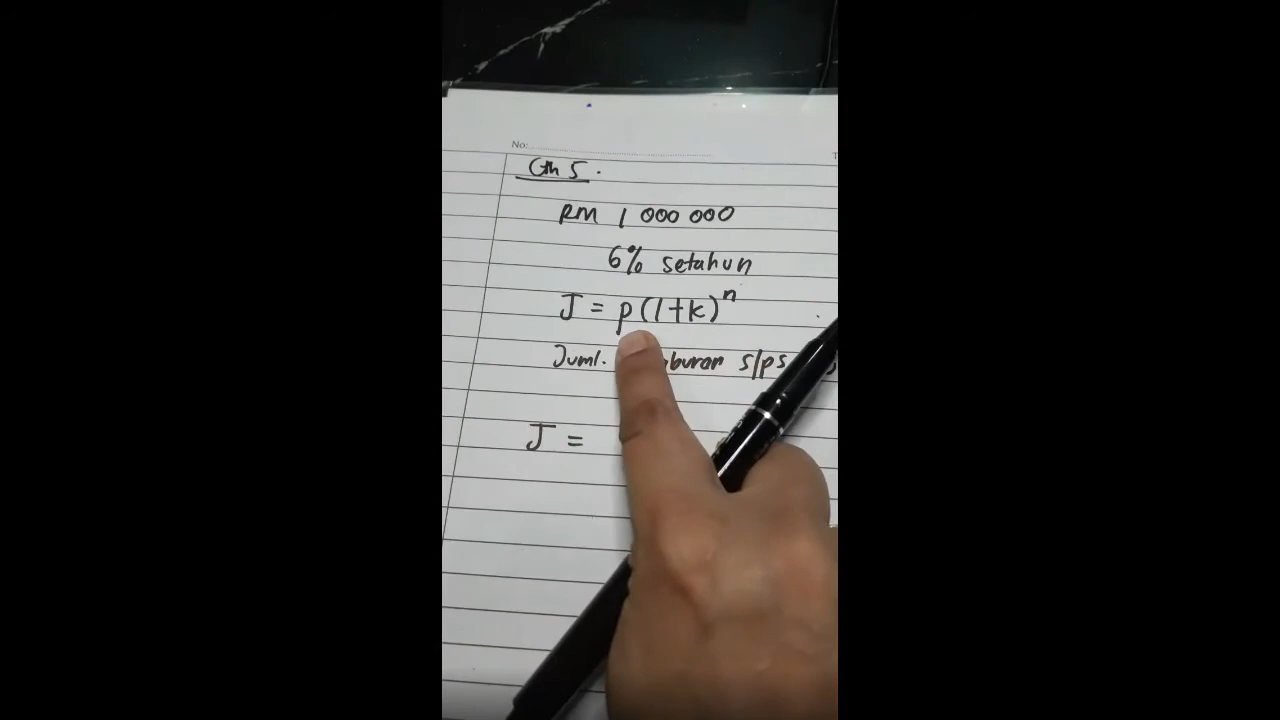 No:
Cth 5.
RM 1 000 000
6% setahun
J = p(1+k)ⁿ
Juml. s/ps
J =